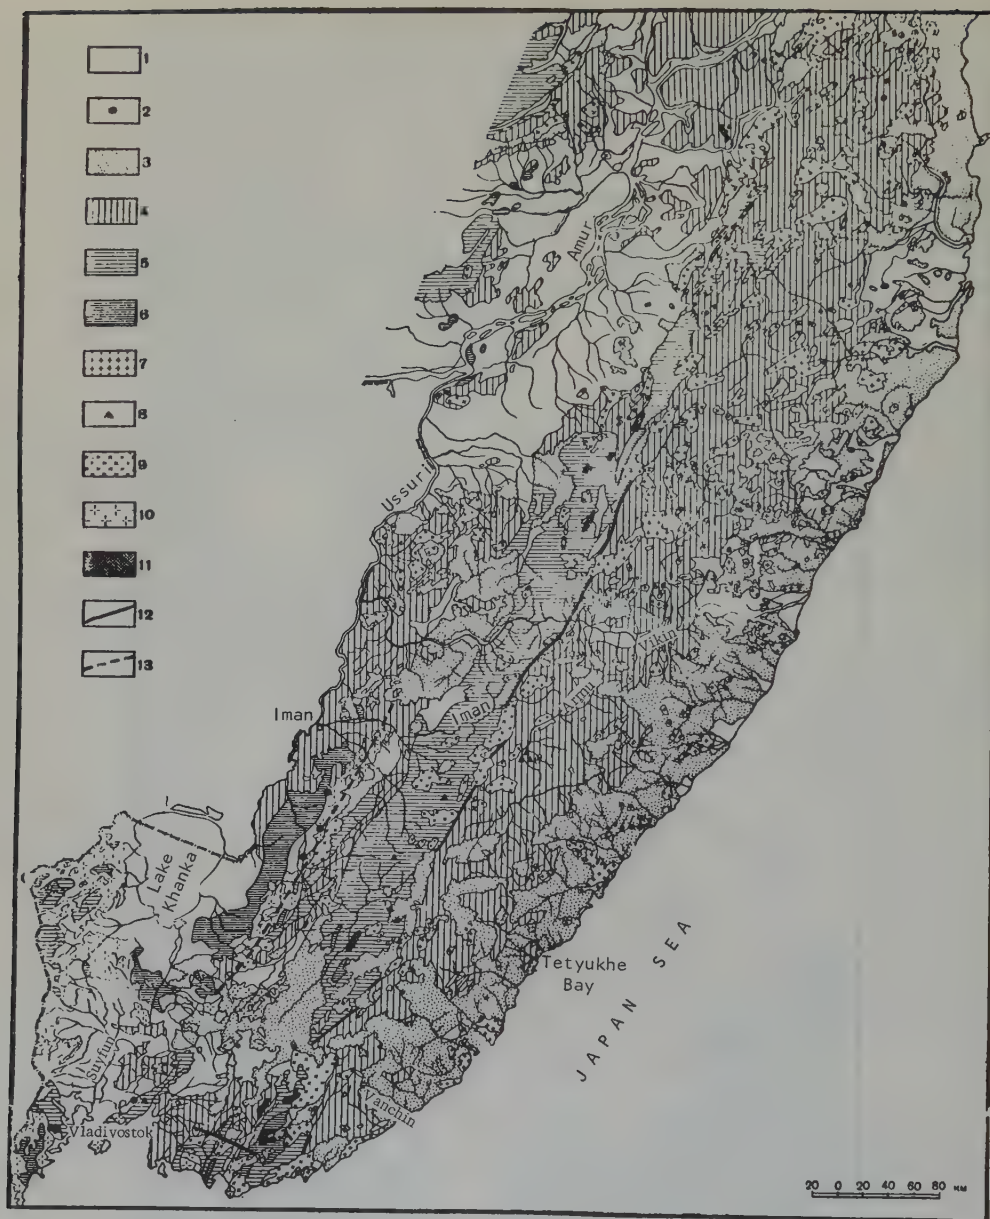 1
2
3
4
5
6
7
8
9
10
11
12
13
Amur
Ussuri
Iman
Iman
Lake
Khanka
Tetyukhe
Bay
JAPAN SEA
Suyfun
Vanchin
Vladivostok
20 0 20 40 60 80 км